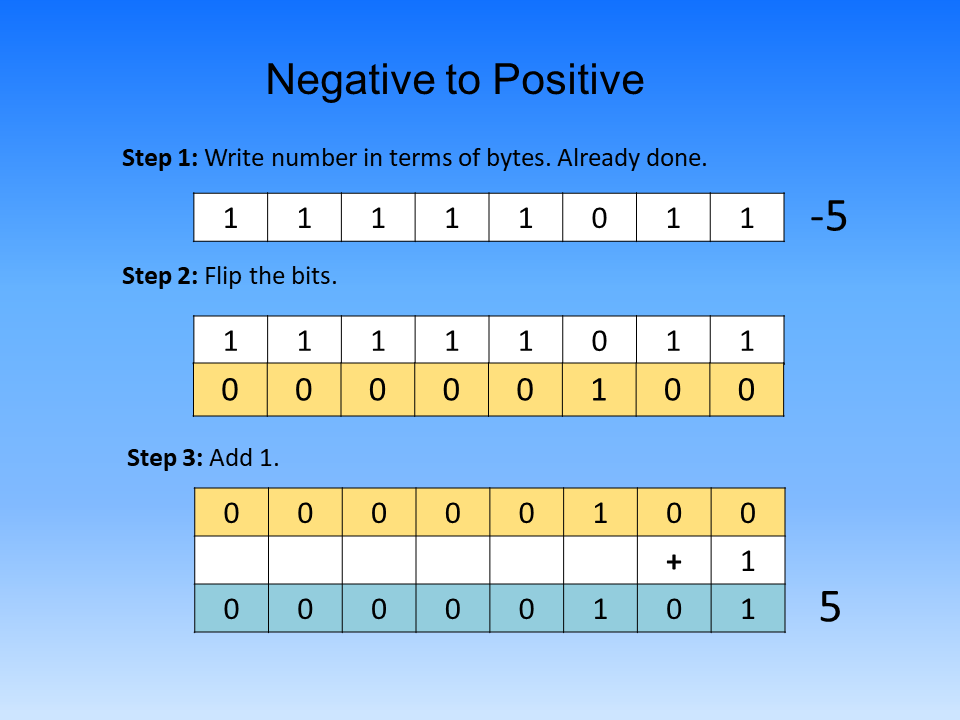 Negative to Positive
Step 1: Write number in terms of bytes. Already done.
1 1 1 1 1 0 1 1 -5
Step 2: Flip the bits.
1 1 1 1 1 0 1 1
0 0 0 0 0 1 0 0
Step 3: Add 1.
0 0 0 0 0 1 0 0
+ 1
0 0 0 0 0 1 0 1 5